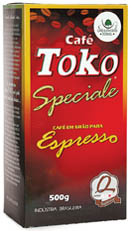 Café
Toko
Speciale
CAFÉ EM GRÃO PARA
Espresso
500g
INDÚSTRIA BRASILEIRA